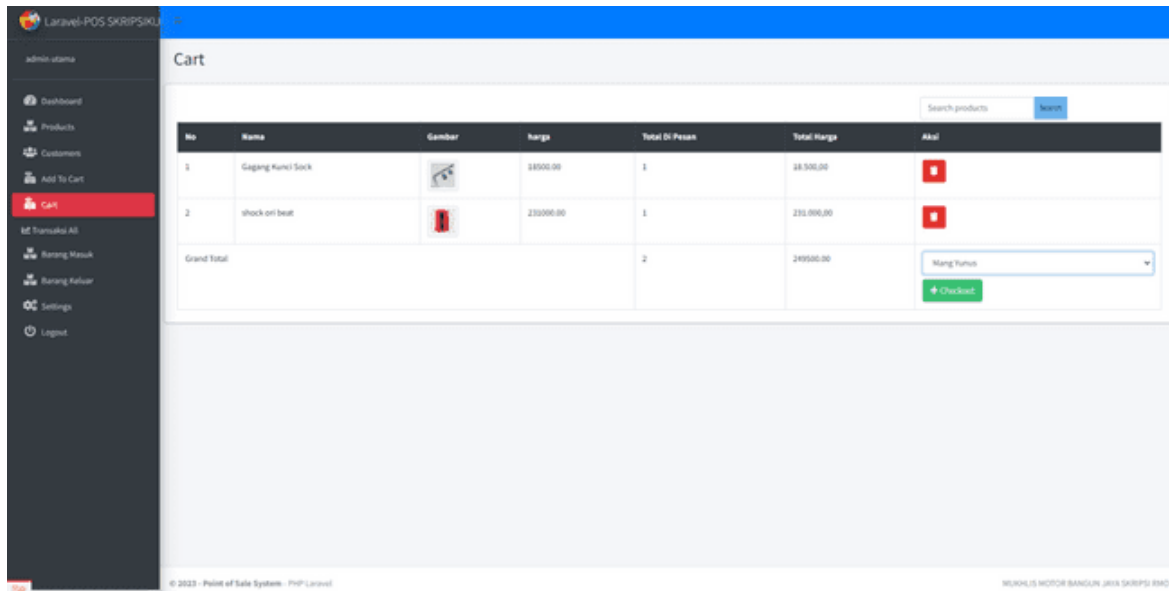 Laravel-POS SKRIPSIKU
admin utama
Cart
Dashboard
Products
Customers
Add To Cart
Cart
Transaksi All
Barang Masuk
Barang Keluar
Settings
Logout
Search products Search
No Nama Gambar harga Total Di Pesan Total Harga Aksi
1 Gagang Kunci Sock 18500.00 1 18.500,00
2 shock ori beat 231000.00 1 231.000,00
Grand Total 2 249500.00 Mang Yunus
+ Checkout
© 2023 - Point of Sale System - PHP Laravel
MUKHLIS MOTOR BANGUN JAYA SKRIPSI